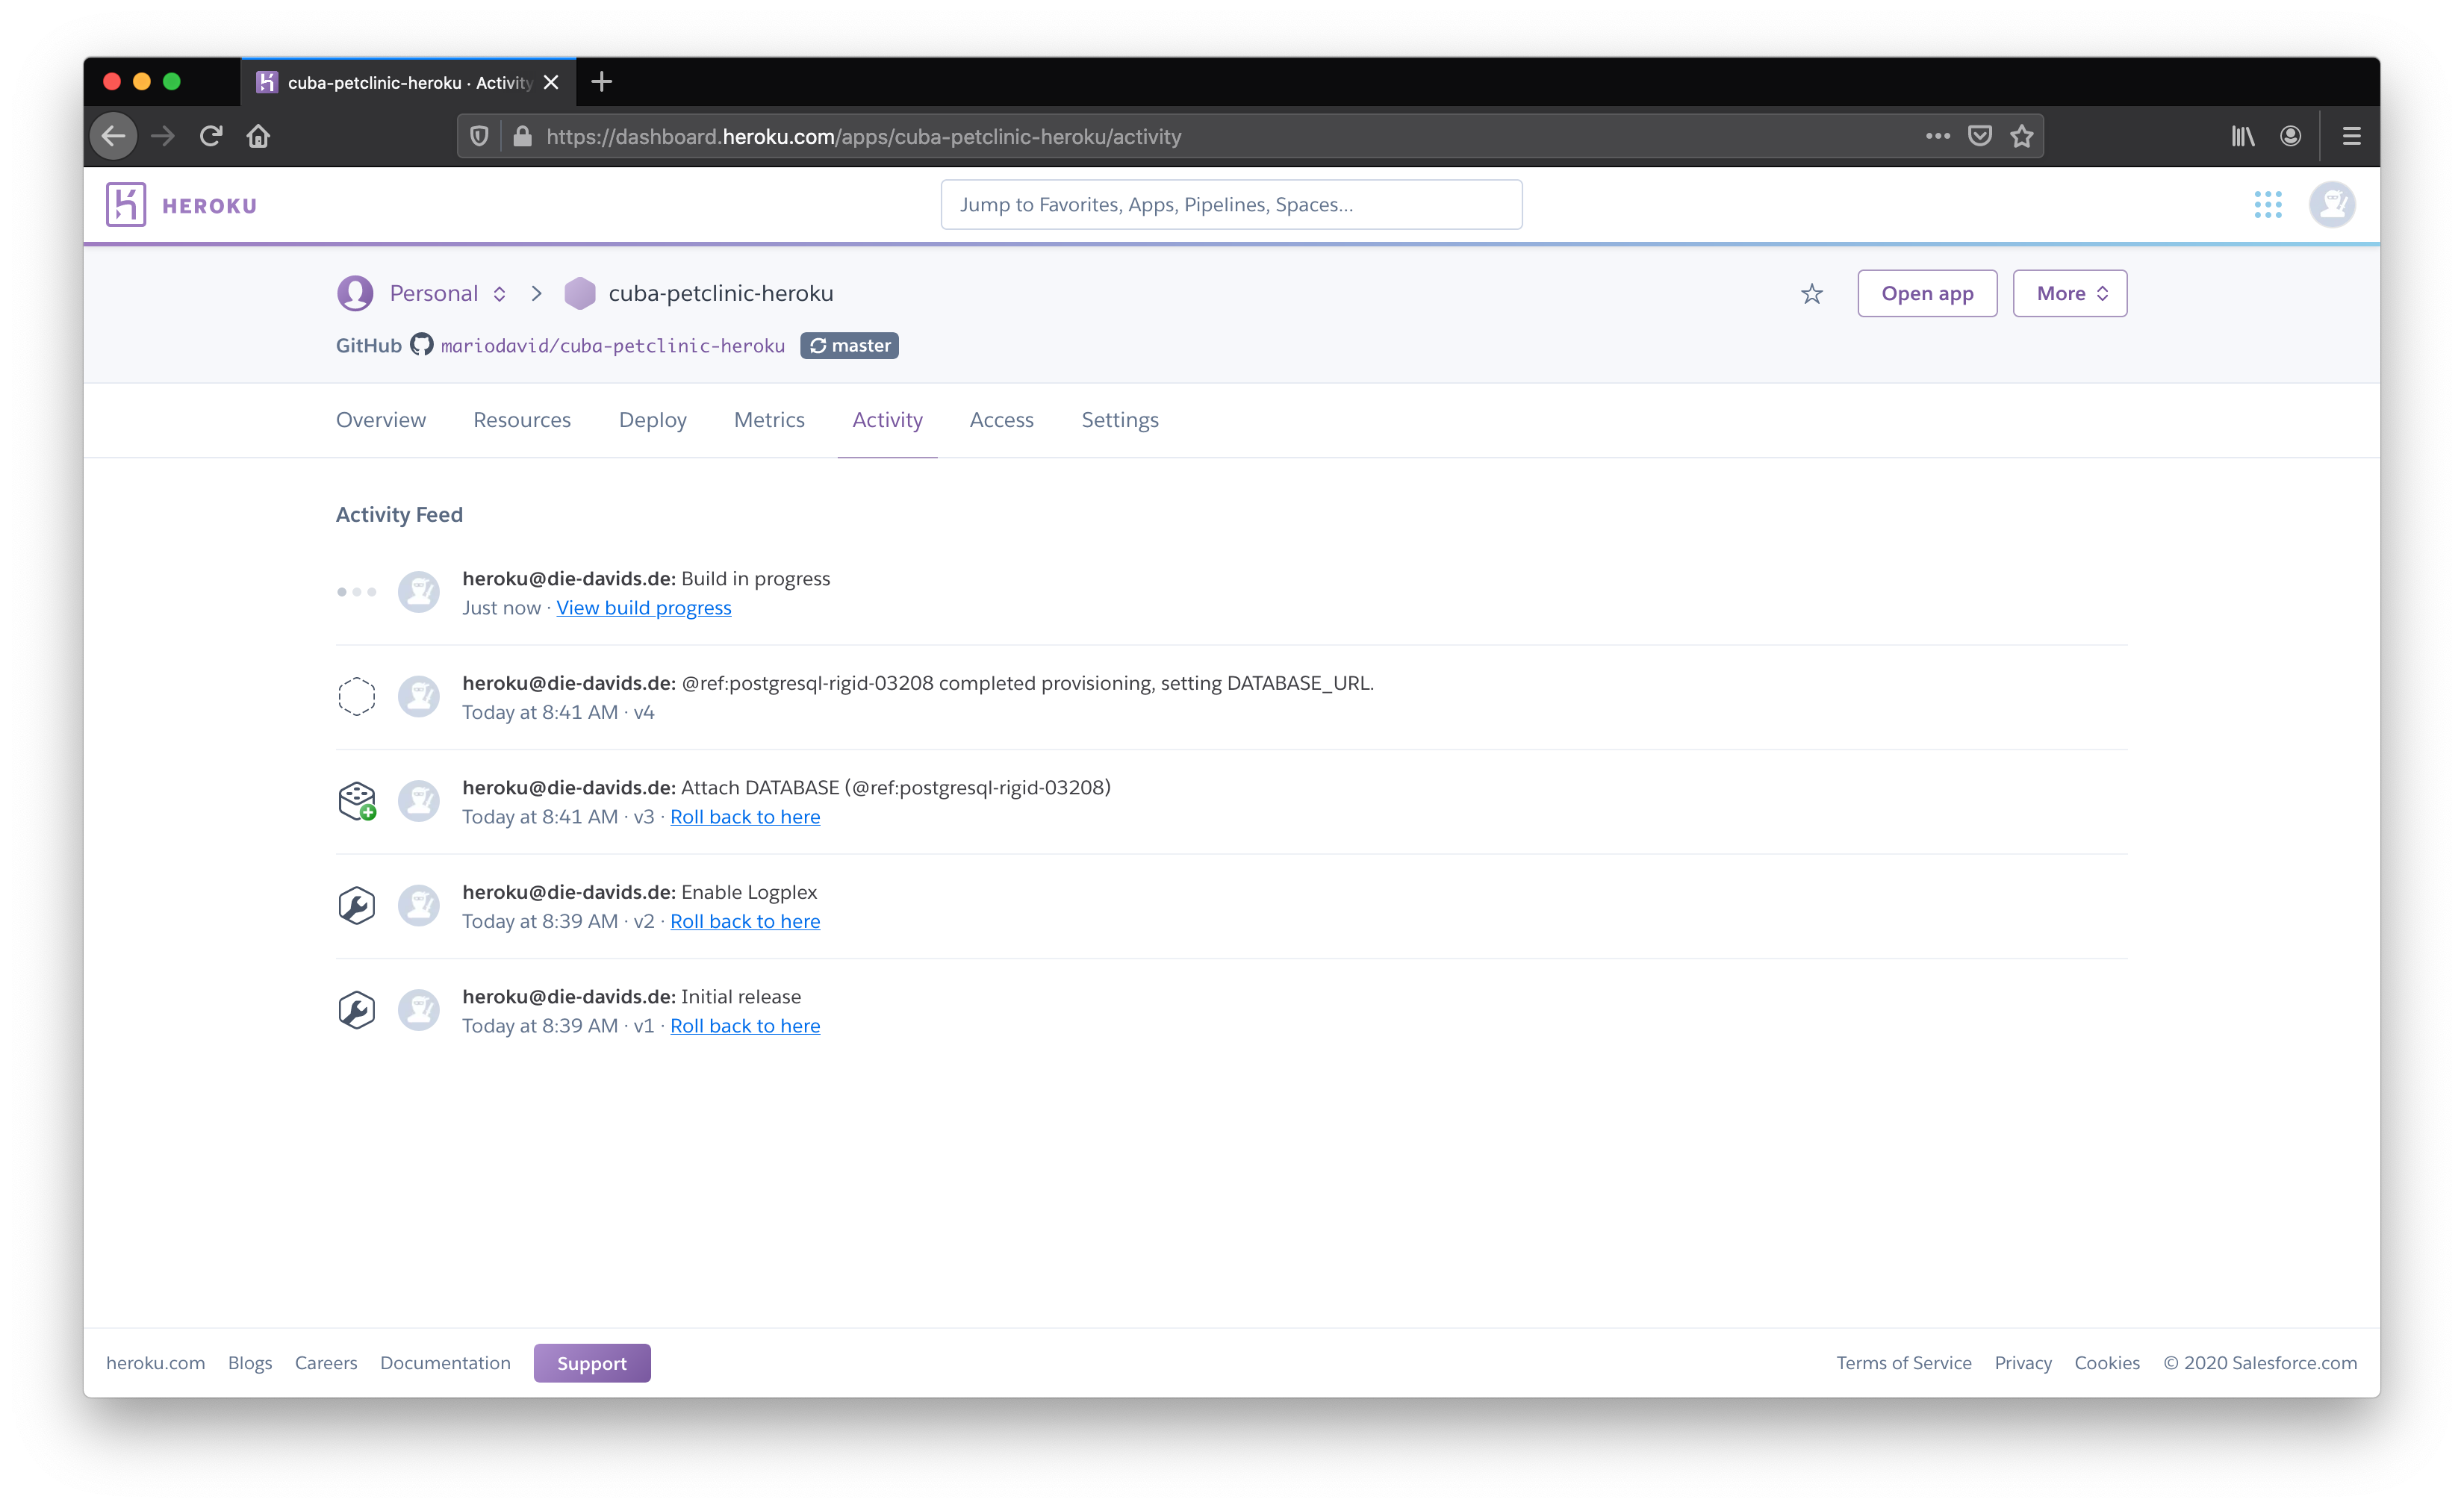 cuba-petclinic-heroku · Activity
https://dashboard.heroku.com/apps/cuba-petclinic-heroku/activity
HEROKU
Jump to Favorites, Apps, Pipelines, Spaces...
Personal
cuba-petclinic-heroku
Open app
More
GitHub mariodavid/cuba-petclinic-heroku master
Overview Resources Deploy Metrics Activity Access Settings
Activity Feed
heroku@die-davids.de: Build in progress
Just now · View build progress
heroku@die-davids.de: @ref:postgresql-rigid-03208 completed provisioning, setting DATABASE_URL.
Today at 8:41 AM · v4
heroku@die-davids.de: Attach DATABASE (@ref:postgresql-rigid-03208)
Today at 8:41 AM · v3 · Roll back to here
heroku@die-davids.de: Enable Logplex
Today at 8:39 AM · v2 · Roll back to here
heroku@die-davids.de: Initial release
Today at 8:39 AM · v1 · Roll back to here
heroku.com Blogs Careers Documentation Support
Terms of Service Privacy Cookies © 2020 Salesforce.com